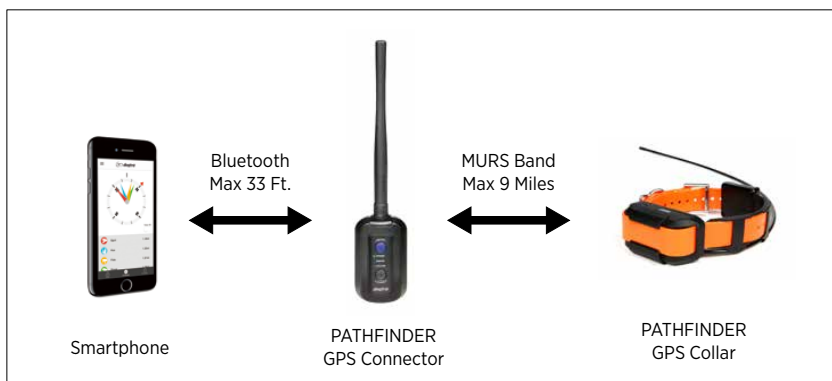 Bluetooth
Max 33 Ft.
MURS Band
Max 9 Miles
Smartphone
PATHFINDER
GPS Connector
PATHFINDER
GPS Collar